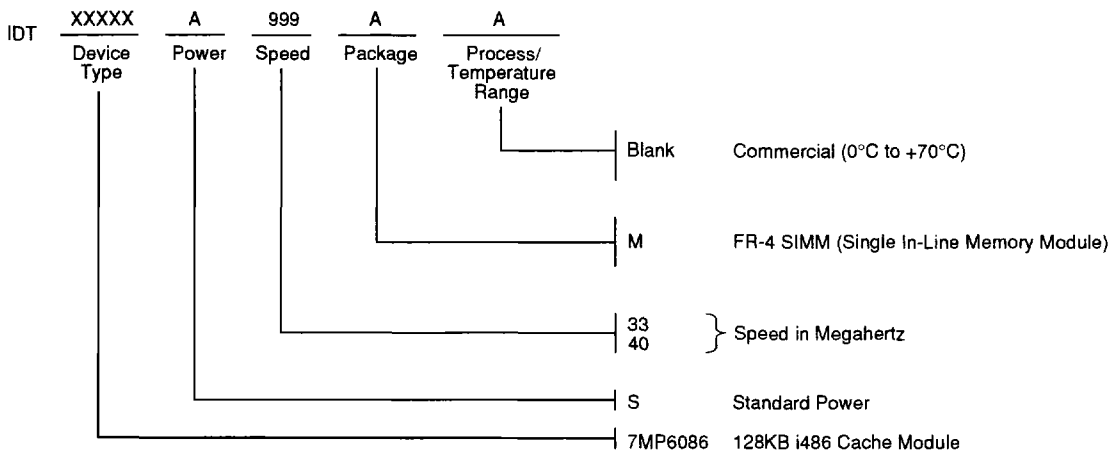 IDT XXXXX A 999 A A
Device Type Power Speed Package Process/ Temperature Range
Blank Commercial (0°C to +70°C)
M FR-4 SIMM (Single In-Line Memory Module)
33
40 } Speed in Megahertz
S Standard Power
7MP6086 128KB i486 Cache Module